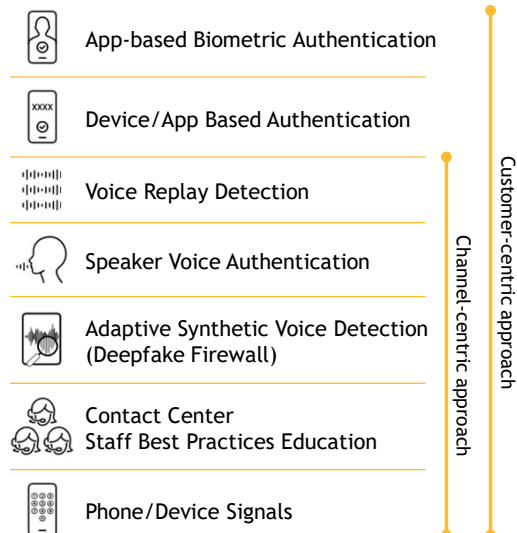 App-based Biometric Authentication
xxxx
Device/App Based Authentication
Voice Replay Detection
Speaker Voice Authentication
Adaptive Synthetic Voice Detection
(Deepfake Firewall)
Contact Center
Staff Best Practices Education
Phone/Device Signals
Channel-centric approach
Customer-centric approach